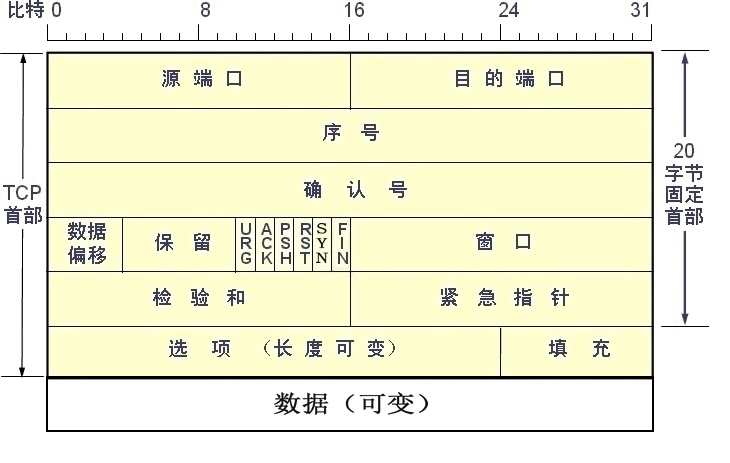 比特 0 8 16 24 31
源端口 目的端口
序号
TCP
首部
确认号
20
字节
固定
首部
数据
偏移
保留
URG
ACK
PSH
RST
SYN
FIN
窗口
检验和 紧急指针
选项（长度可变） 填充
数据（可变）